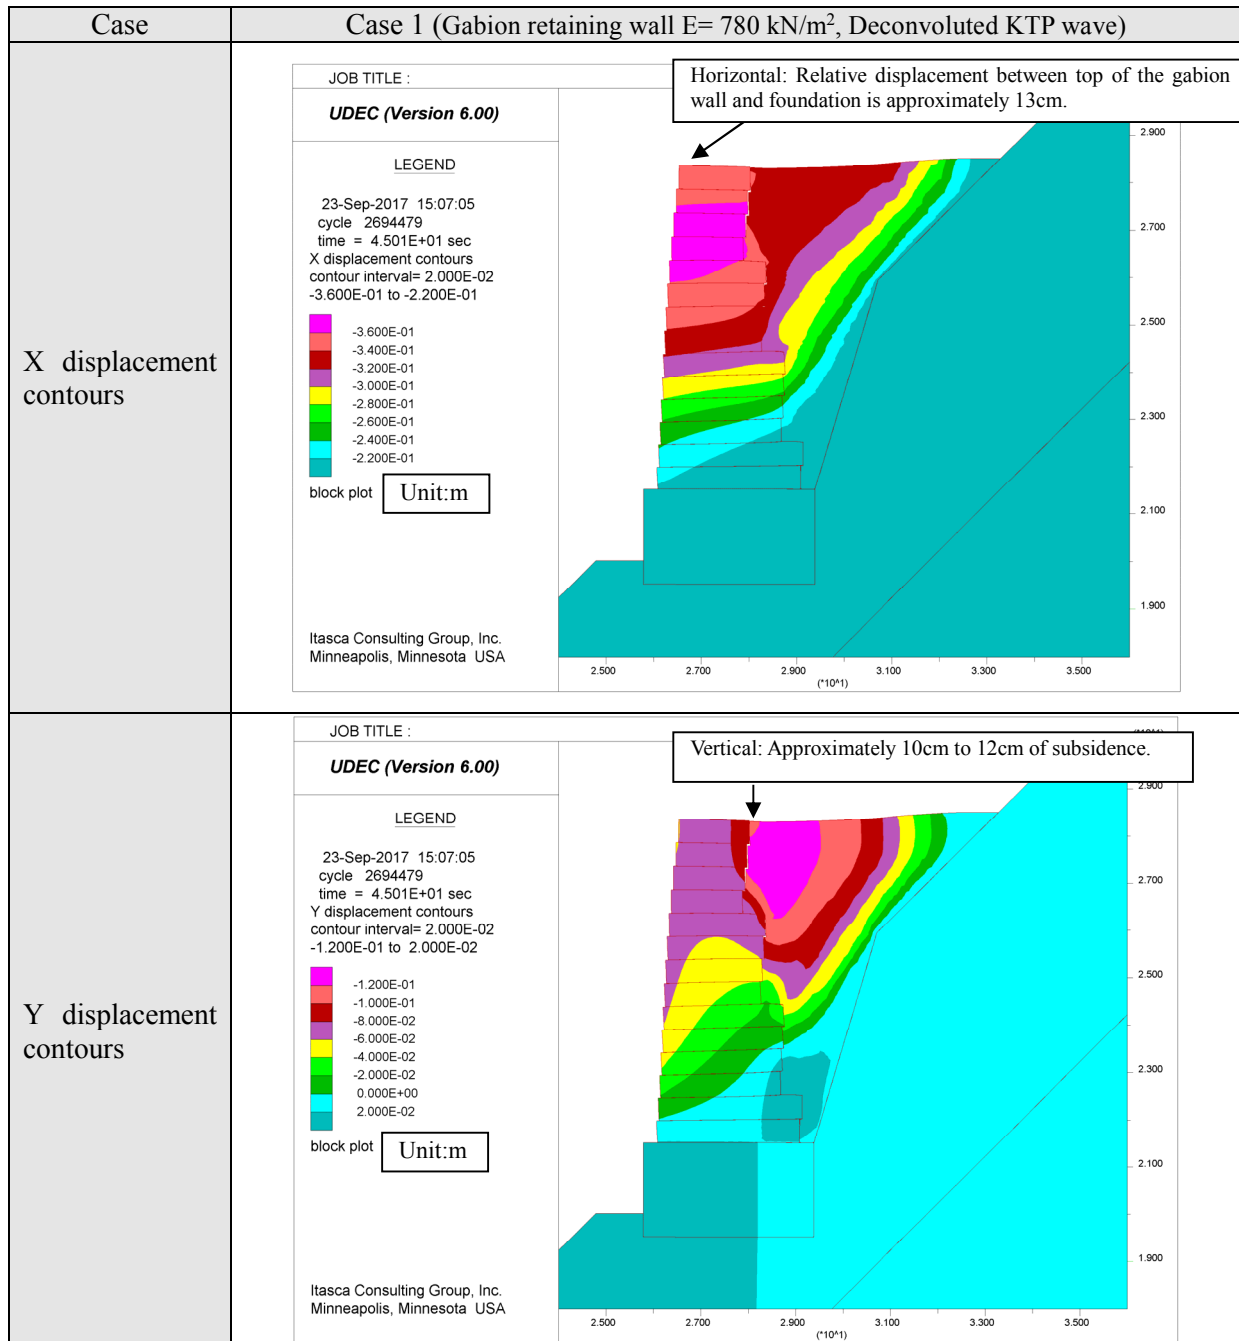 Case
Case 1 (Gabion retaining wall E= 780 kN/m², Deconvoluted KTP wave)
X displacement
contours
JOB TITLE :
Horizontal: Relative displacement between top of the gabion
wall and foundation is approximately 13cm.
UDEC (Version 6.00)
LEGEND
23-Sep-2017 15:07:05
cycle 2694479
time = 4.501E+01 sec
X displacement contours
contour interval= 2.000E-02
-3.600E-01 to -2.200E-01
-3.600E-01
-3.400E-01
-3.200E-01
-3.000E-01
-2.800E-01
-2.600E-01
-2.400E-01
-2.200E-01
block plot
Unit:m
Itasca Consulting Group, Inc.
Minneapolis, Minnesota USA
2.900
2.700
2.500
2.300
2.100
1.900
2.500 2.700 2.900 3.100 3.300 3.500
(*10^1)
Y displacement
contours
JOB TITLE :
Vertical: Approximately 10cm to 12cm of subsidence.
UDEC (Version 6.00)
LEGEND
23-Sep-2017 15:07:05
cycle 2694479
time = 4.501E+01 sec
Y displacement contours
contour interval= 2.000E-02
-1.200E-01 to 2.000E-02
-1.200E-01
-1.000E-01
-8.000E-02
-6.000E-02
-4.000E-02
-2.000E-02
0.000E+00
2.000E-02
block plot
Unit:m
Itasca Consulting Group, Inc.
Minneapolis, Minnesota USA
2.900
2.700
2.500
2.300
2.100
1.900
2.500 2.700 2.900 3.100 3.300 3.500
(*10^1)